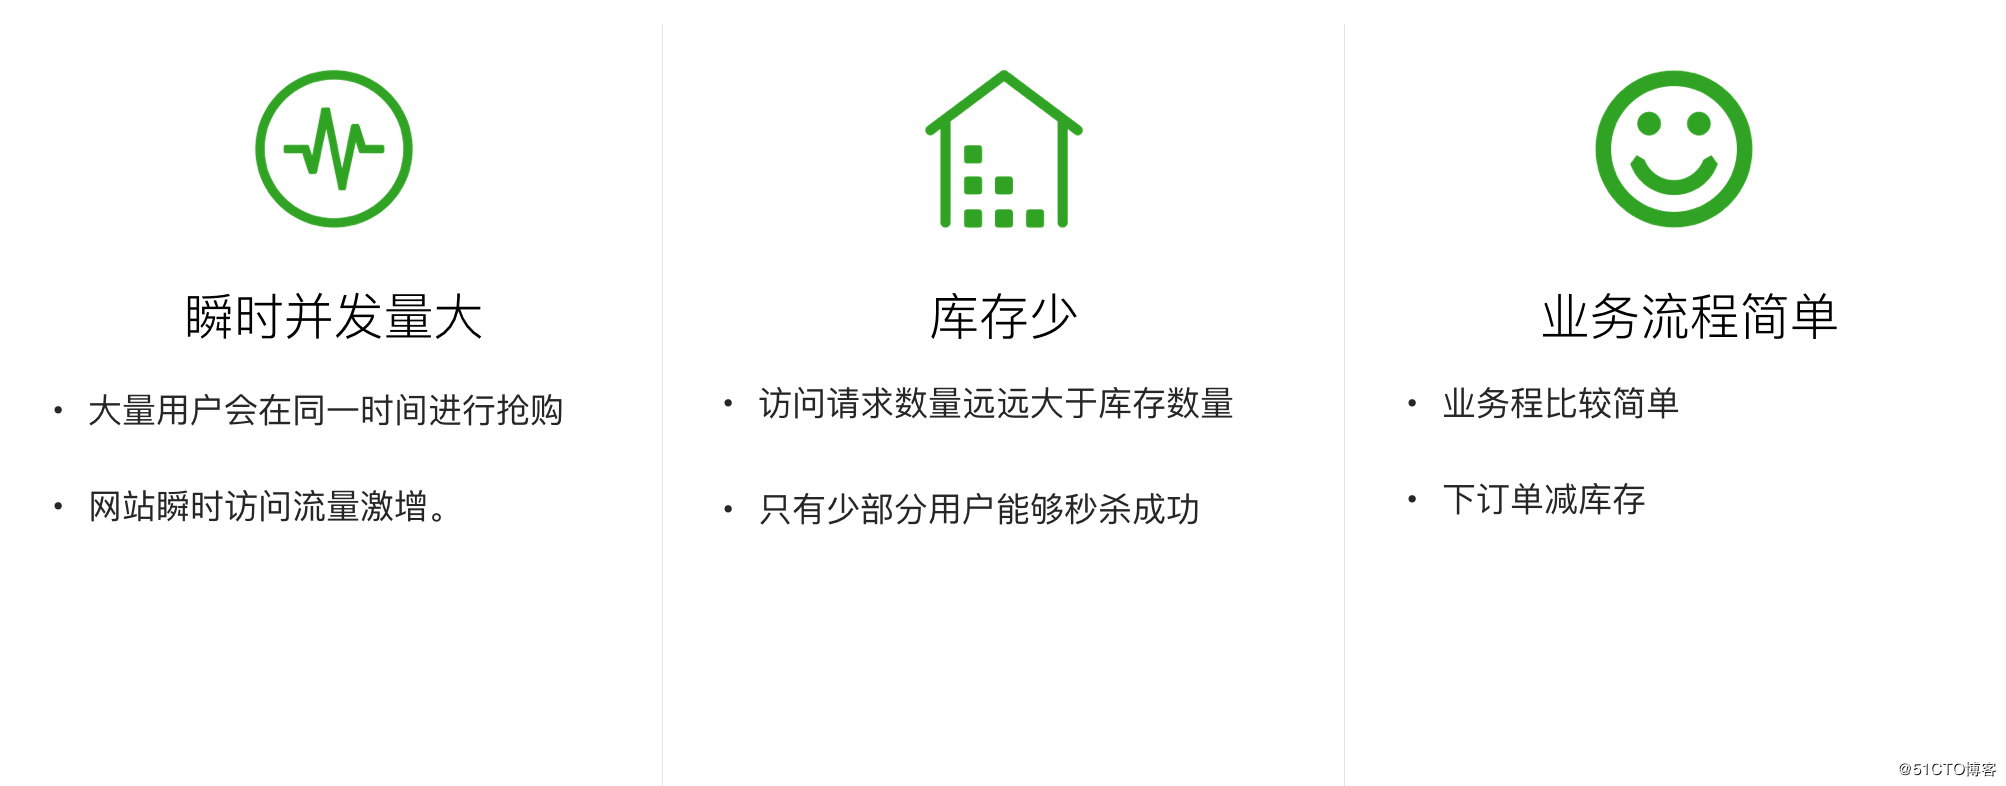 瞬时并发量大
• 大量用户会在同一时间进行抢购
• 网站瞬时访问流量激增。
库存少
• 访问请求数量远远大于库存数量
• 只有少部分用户能够秒杀成功
业务流程简单
• 业务程比较简单
• 下订单减库存
@51CTO博客